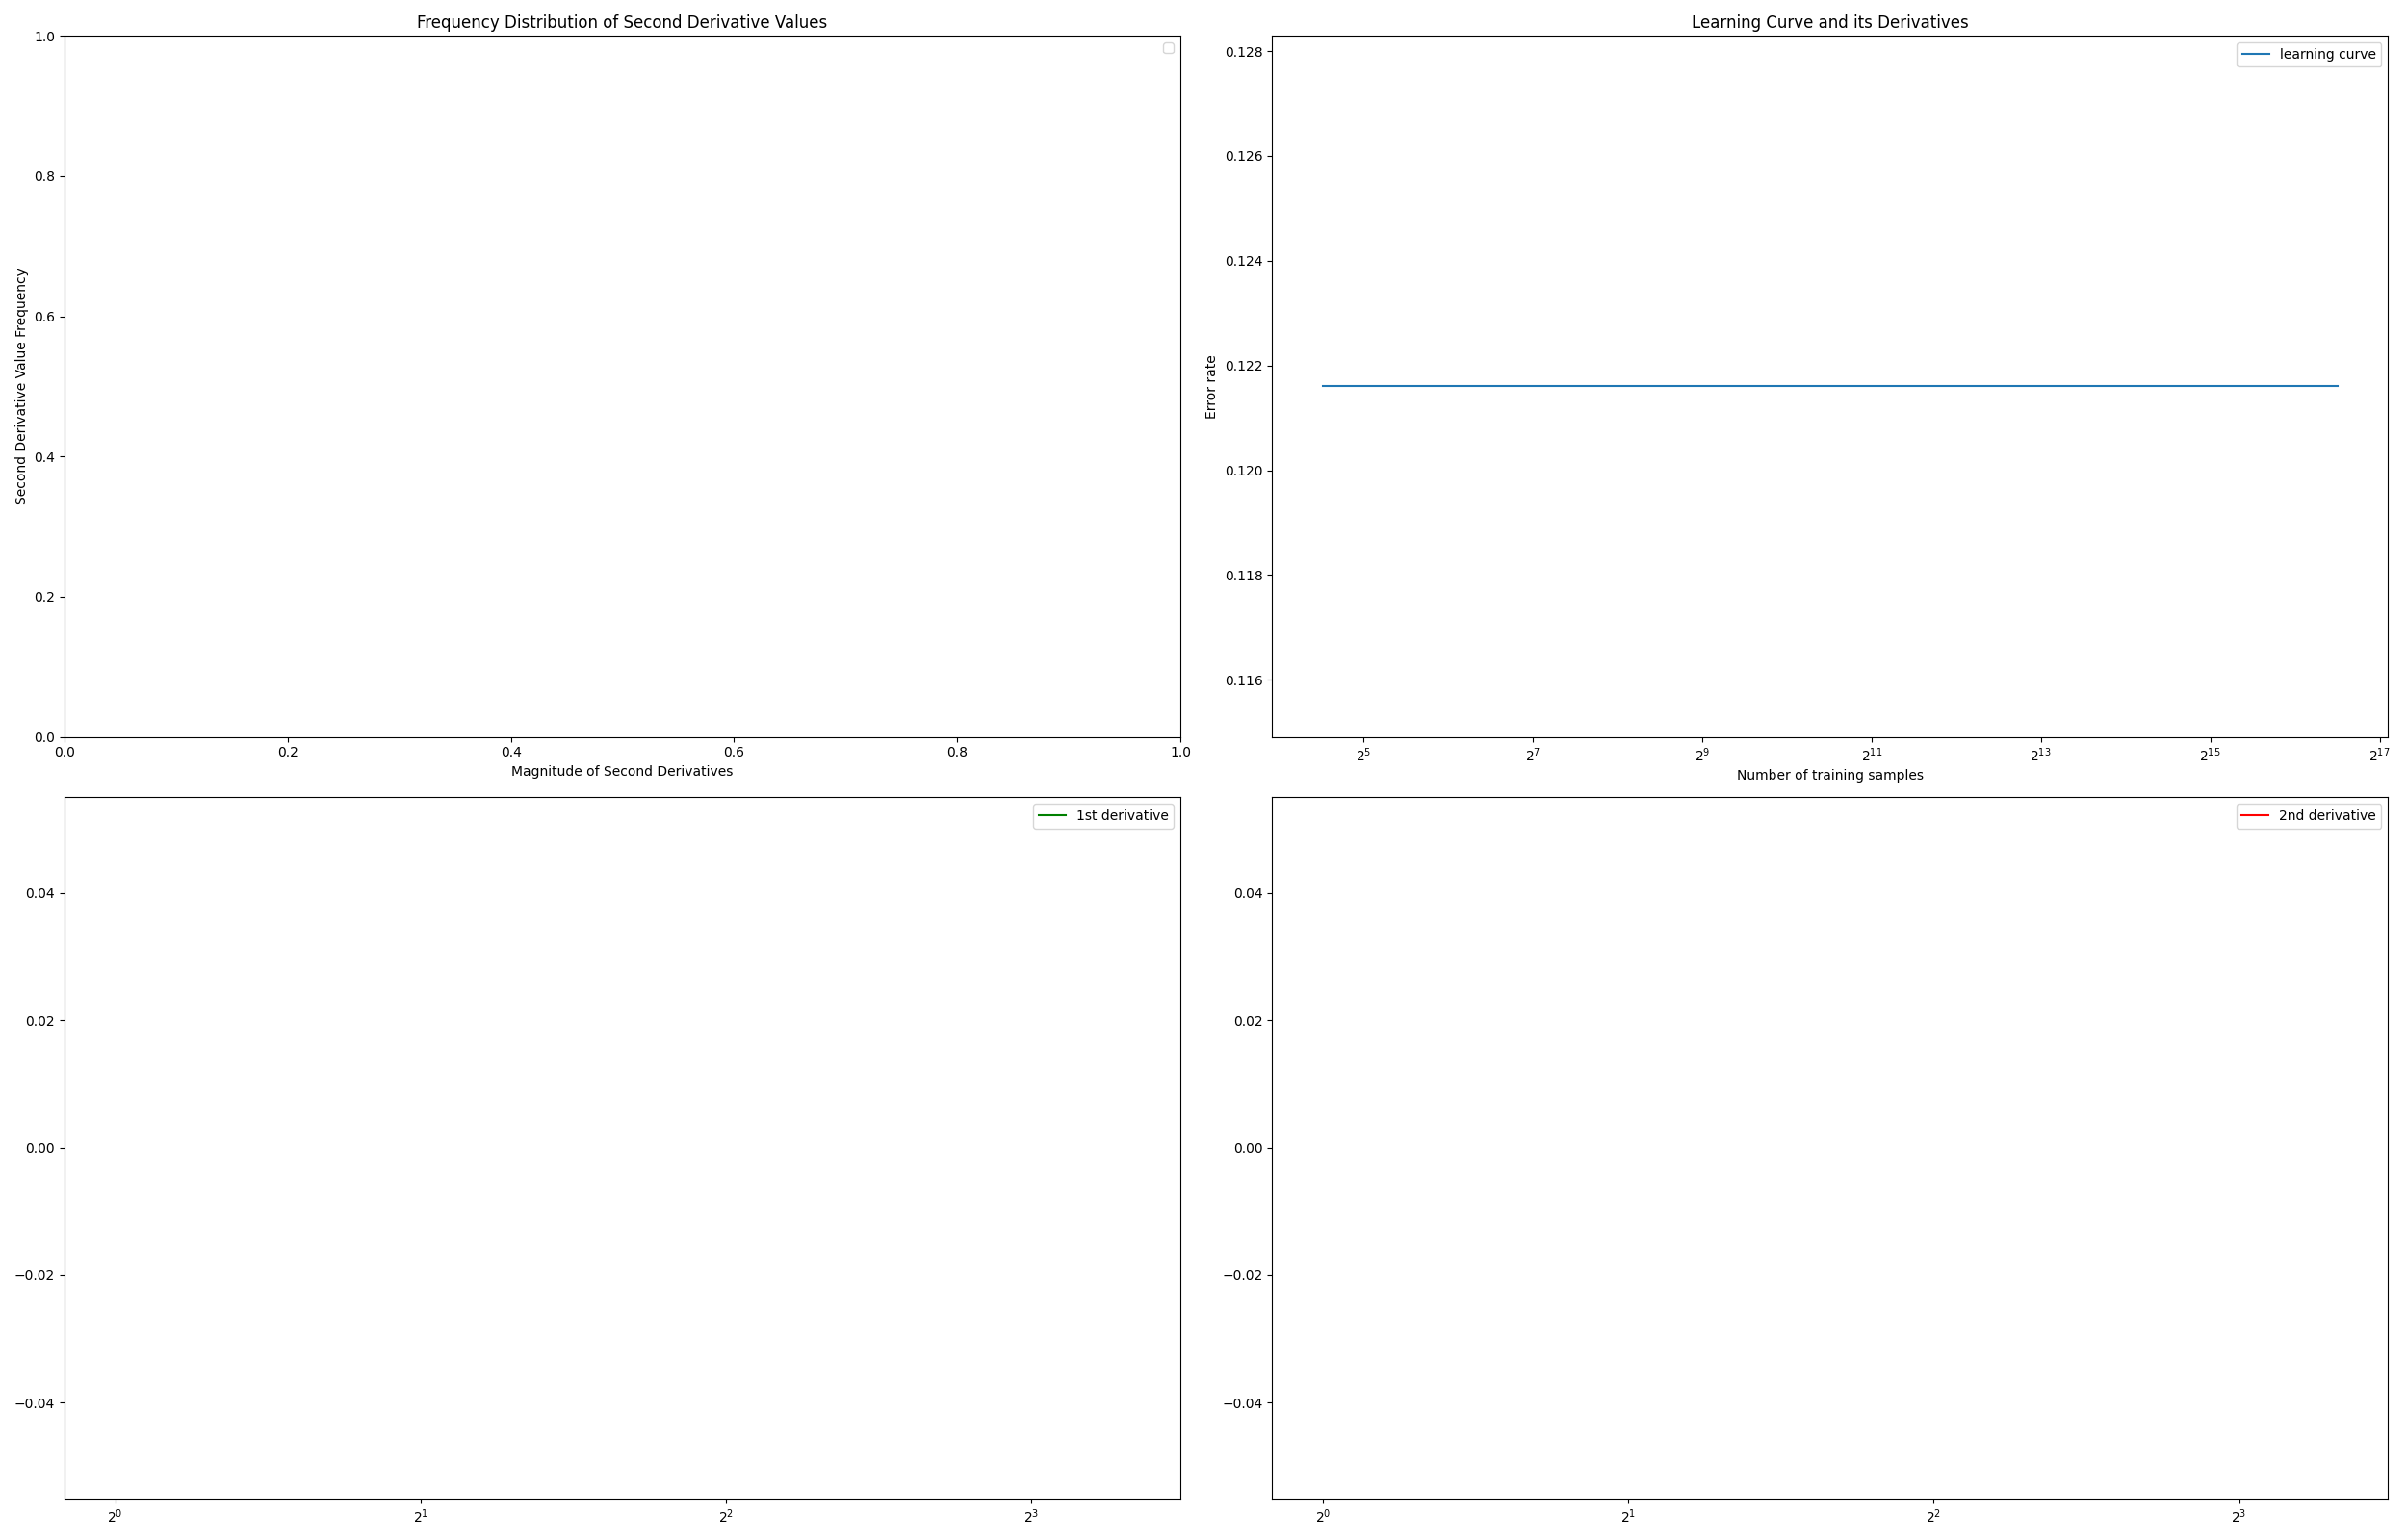 Frequency Distribution of Second Derivative Values
1.0
0.8
0.6
0.4
0.2
0.0
Second Derivative Value Frequency
0.0 0.2 0.4 0.6 0.8 1.0
Magnitude of Second Derivatives
Learning Curve and its Derivatives
learning curve
0.128
0.126
0.124
0.122
0.120
0.118
0.116
Error rate
2^5 2^7 2^9 2^11 2^13 2^15 2^17
Number of training samples
1st derivative
0.04
0.02
0.00
−0.02
−0.04
2^0 2^1 2^2 2^3
2nd derivative
0.04
0.02
0.00
−0.02
−0.04
2^0 2^1 2^2 2^3